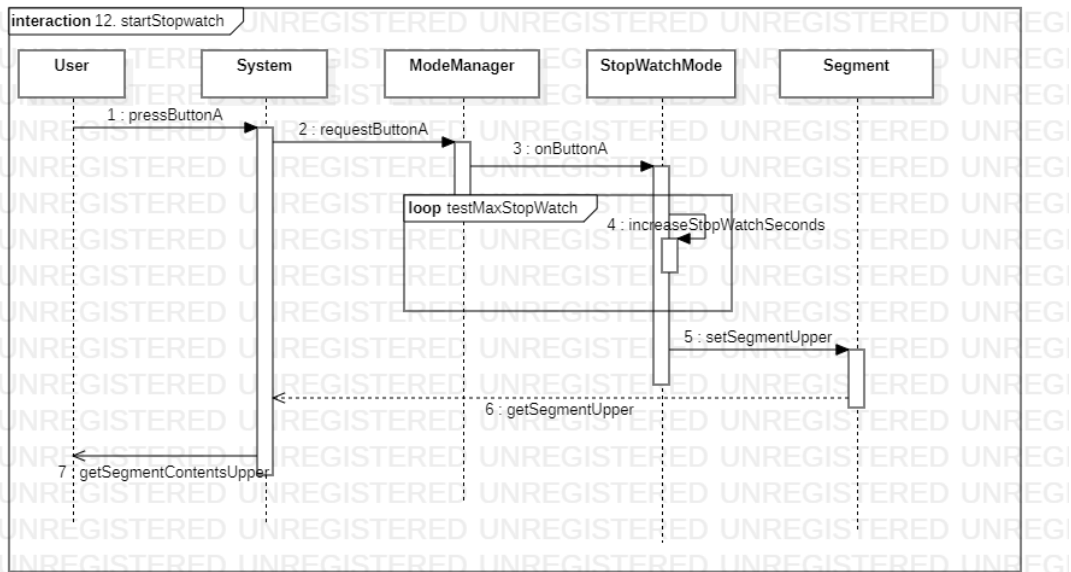 interaction 12. startStopwatch
User
System
ModeManager
StopWatchMode
Segment
1 : pressButtonA
2 : requestButtonA
3 : onButtonA
loop testMaxStopWatch
4 : increaseStopWatchSeconds
5 : setSegmentUpper
6 : getSegmentUpper
7 : getSegmentContentsUpper
UNREGISTERED